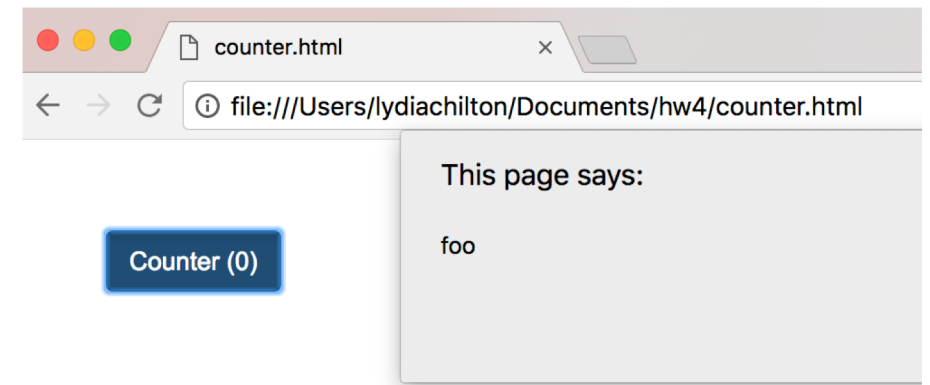 counter.html
file:///Users/lydiachilton/Documents/hw4/counter.html
This page says:
foo
Counter (0)